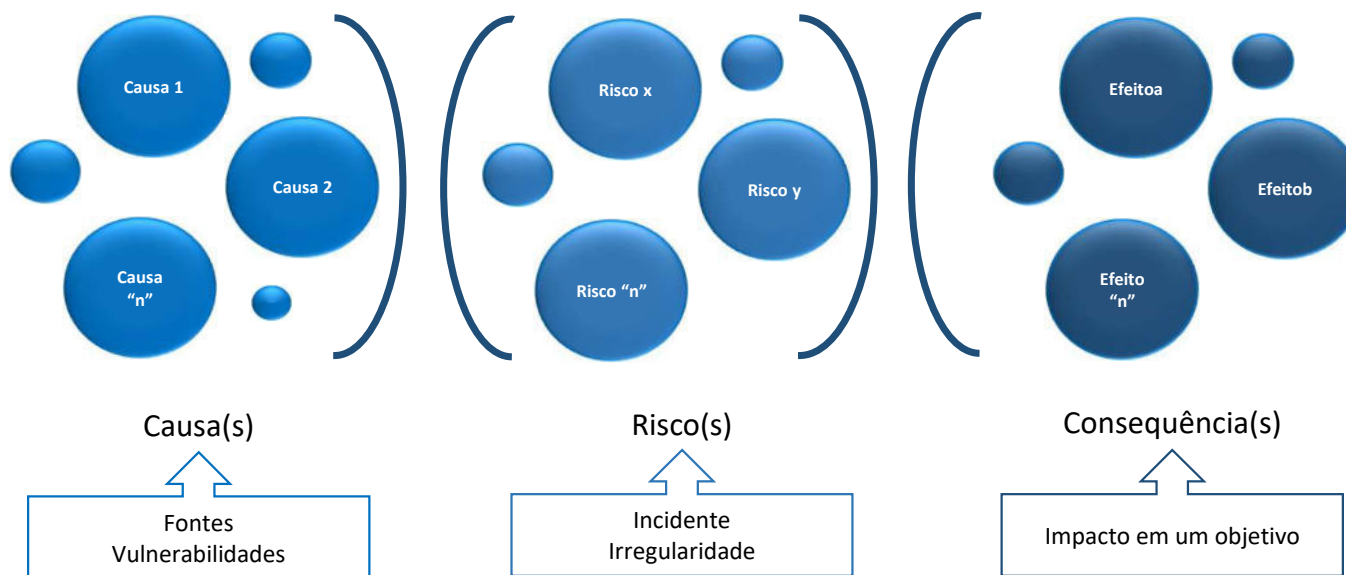 Causa 1
Causa 2
Causa
“n”
Risco x
Risco y
Risco “n”
Efeitoa
Efeitob
Efeito
“n”
Causa(s)
Risco(s)
Consequência(s)
Fontes
Vulnerabilidades
Incidente
Irregularidade
Impacto em um objetivo